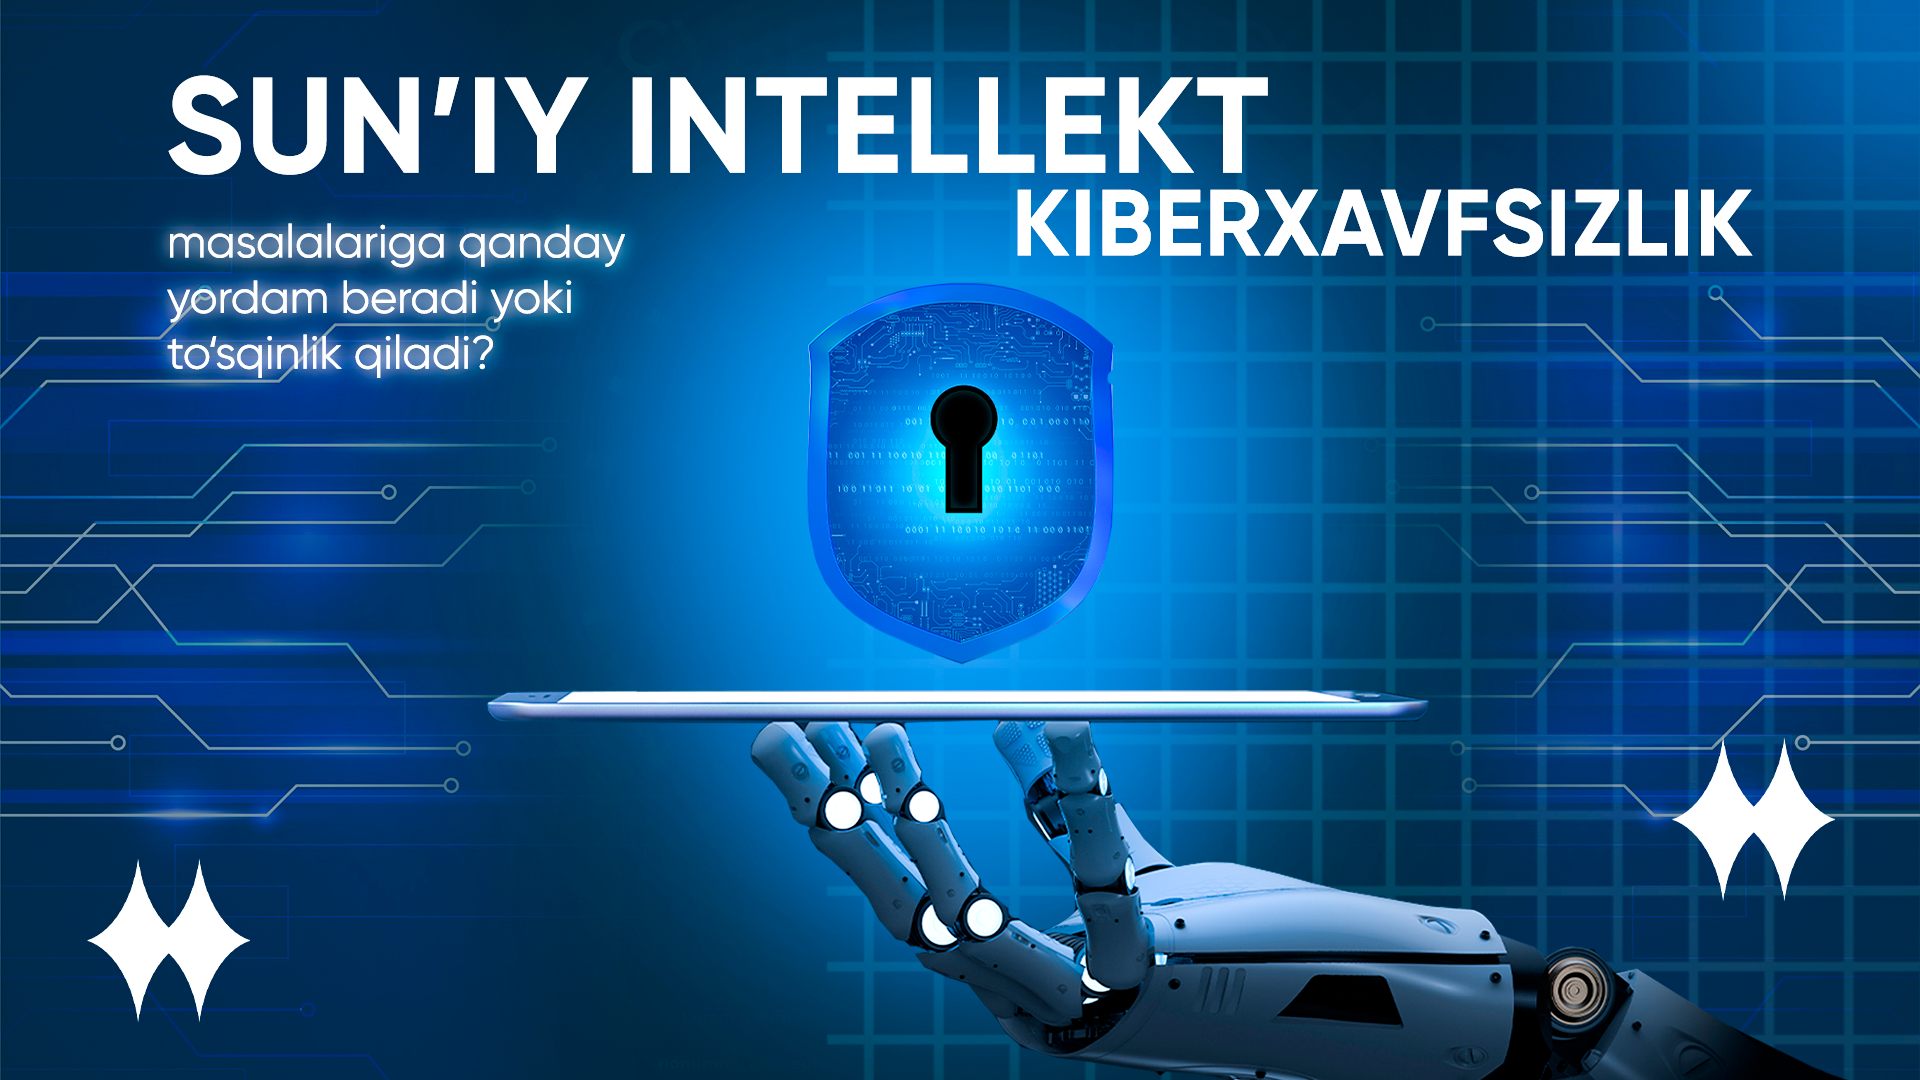 SUN’IY INTELLEKT
KIBERXAVFSIZLIK
masalalariga qanday
yordam beradi yoki
to‘sqinlik qiladi?